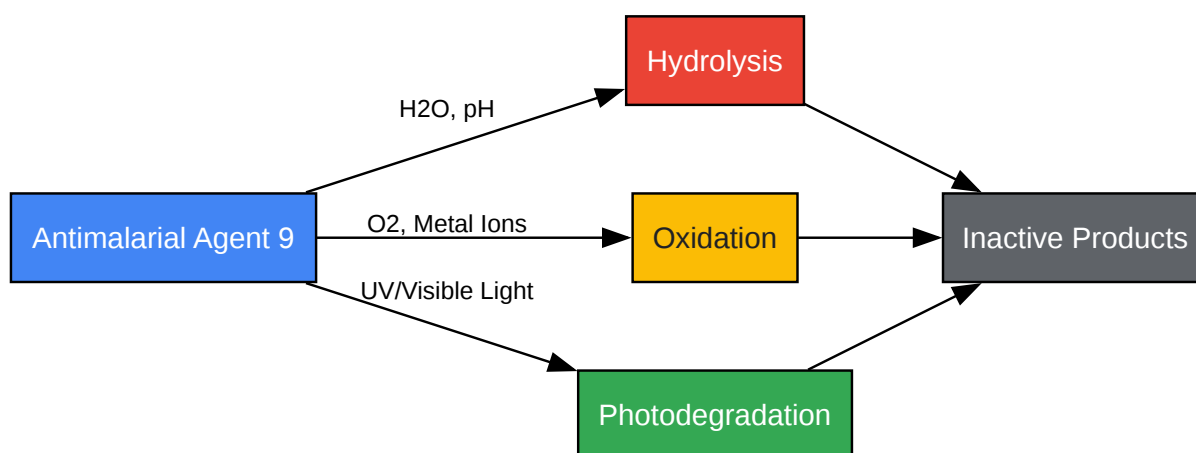 Hydrolysis
H2O, pH
Antimalarial Agent 9
O2, Metal Ions
Oxidation
Inactive Products
UV/Visible Light
Photodegradation